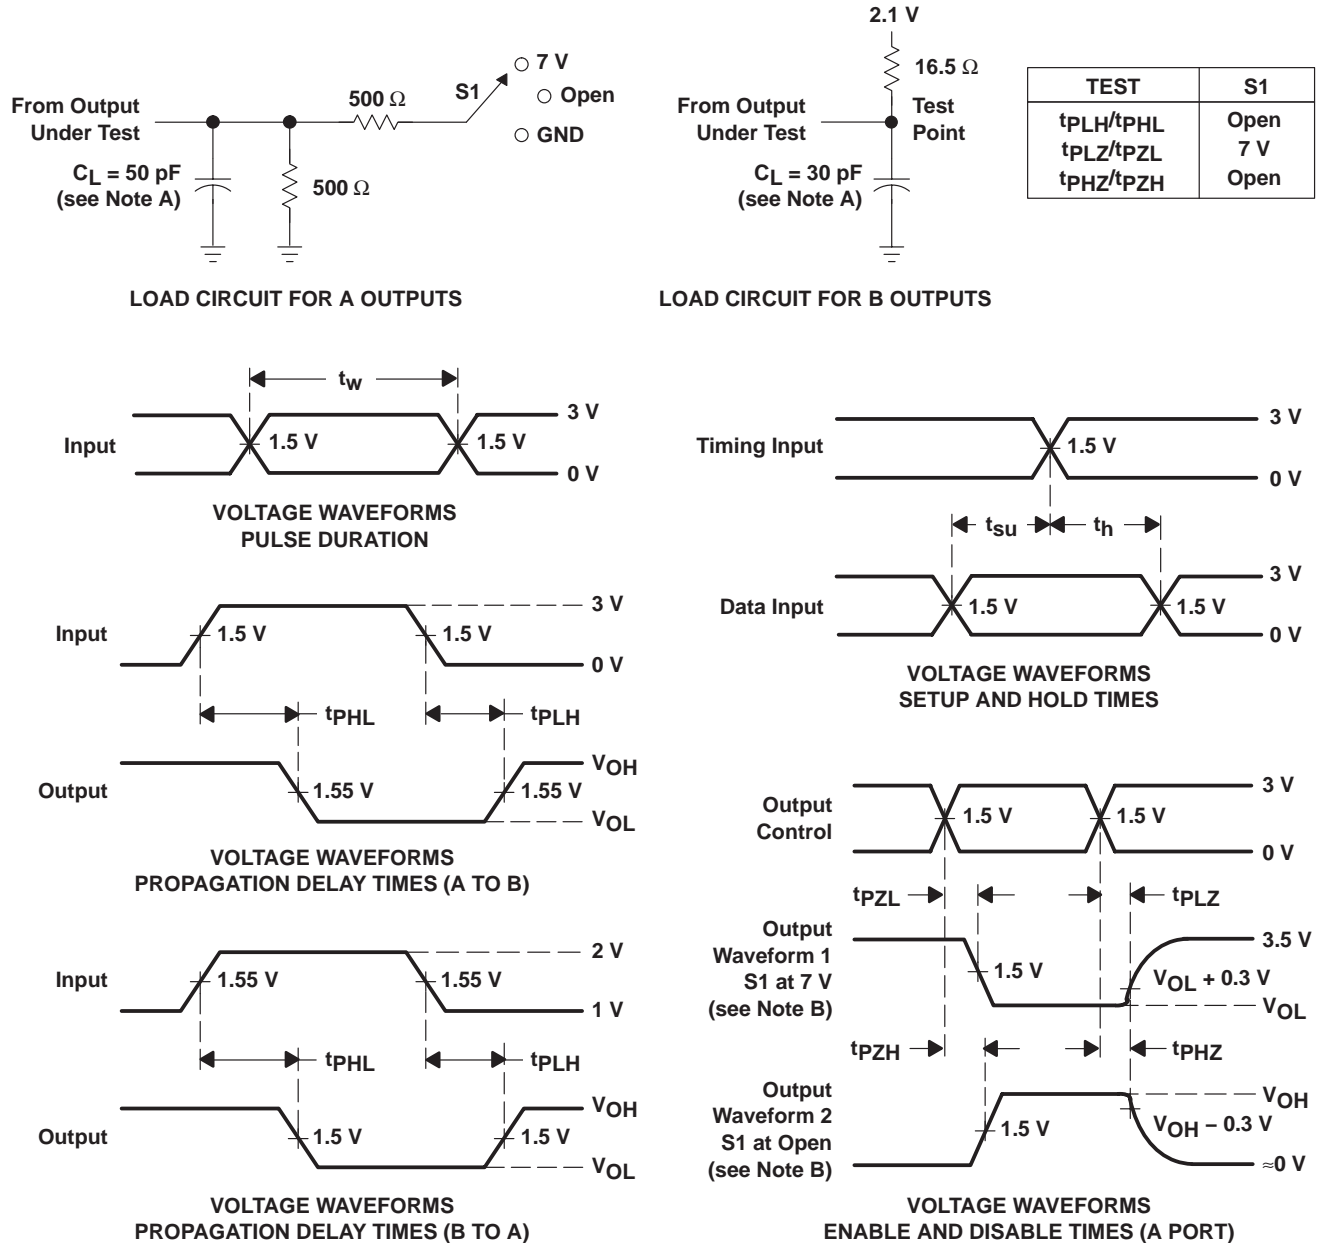 7 V
Open
GND
S1
500 Ω
From Output
Under Test
CL = 50 pF
(see Note A)
500 Ω
LOAD CIRCUIT FOR A OUTPUTS
2.1 V
16.5 Ω
From Output
Under Test
Test
Point
CL = 30 pF
(see Note A)
LOAD CIRCUIT FOR B OUTPUTS
TEST S1
tPLH/tPHL Open
tPLZ/tPZL 7 V
tPHZ/tPZH Open
tw
Input
1.5 V
1.5 V
3 V
0 V
VOLTAGE WAVEFORMS
PULSE DURATION
Timing Input
1.5 V
3 V
0 V
tsu
th
Data Input
1.5 V
1.5 V
3 V
0 V
VOLTAGE WAVEFORMS
SETUP AND HOLD TIMES
Input
1.5 V
1.5 V
3 V
0 V
tPHL
tPLH
Output
1.55 V
1.55 V
VOH
VOL
VOLTAGE WAVEFORMS
PROPAGATION DELAY TIMES (A TO B)
Input
1.55 V
1.55 V
2 V
1 V
tPHL
tPLH
Output
1.5 V
1.5 V
VOH
VOL
VOLTAGE WAVEFORMS
PROPAGATION DELAY TIMES (B TO A)
Output
Control
1.5 V
1.5 V
3 V
0 V
tPZL
tPLZ
Output
Waveform 1
S1 at 7 V
(see Note B)
1.5 V
3.5 V
VOL + 0.3 V
VOL
tPZH
tPHZ
Output
Waveform 2
S1 at Open
(see Note B)
1.5 V
VOH
VOH − 0.3 V
≈0 V
VOLTAGE WAVEFORMS
ENABLE AND DISABLE TIMES (A PORT)